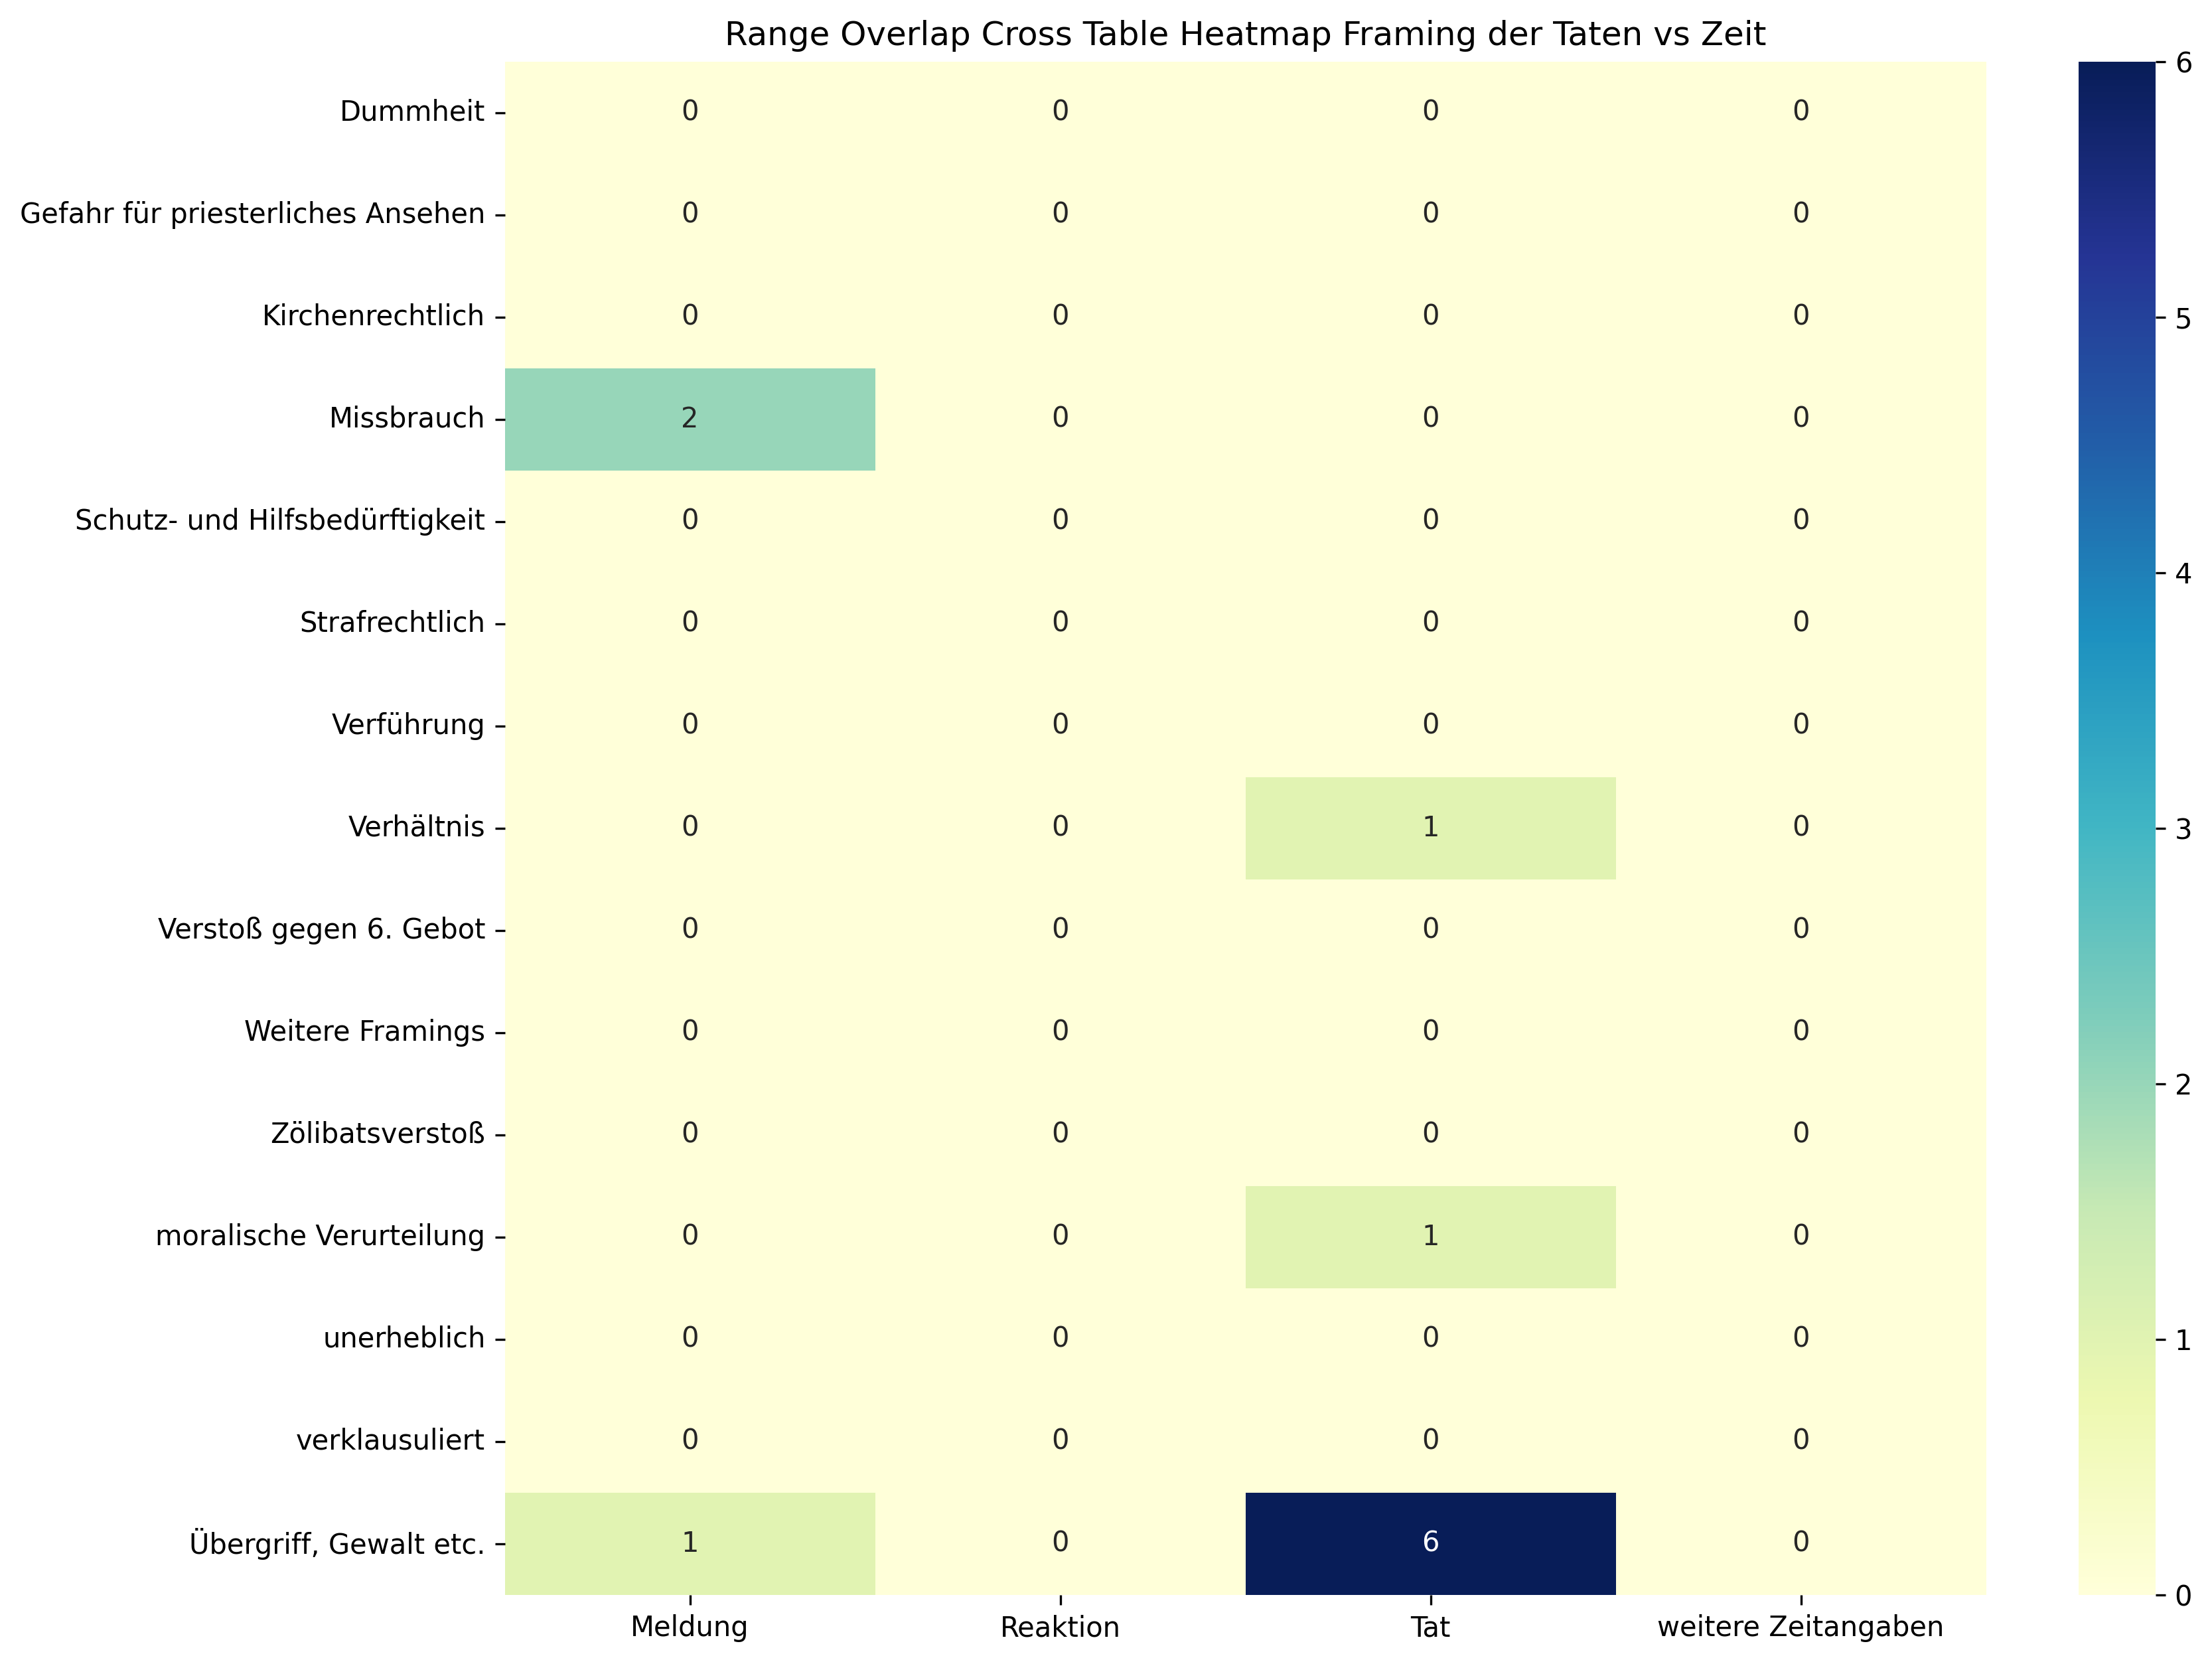 Range Overlap Cross Table Heatmap Framing der Taten vs Zeit
Dummheit 0 0 0 0
Gefahr für priesterliches Ansehen 0 0 0 0
Kirchenrechtlich 0 0 0 0
Missbrauch 2 0 0 0
Schutz- und Hilfsbedürftigkeit 0 0 0 0
Strafrechtlich 0 0 0 0
Verführung 0 0 0 0
Verhältnis 0 0 1 0
Verstoß gegen 6. Gebot 0 0 0 0
Weitere Framings 0 0 0 0
Zölibatsverstoß 0 0 0 0
moralische Verurteilung 0 0 1 0
unerheblich 0 0 0 0
verklausuliert 0 0 0 0
Übergriff, Gewalt etc. 1 0 6 0
Meldung Reaktion Tat weitere Zeitangaben
6
5
4
3
2
1
0